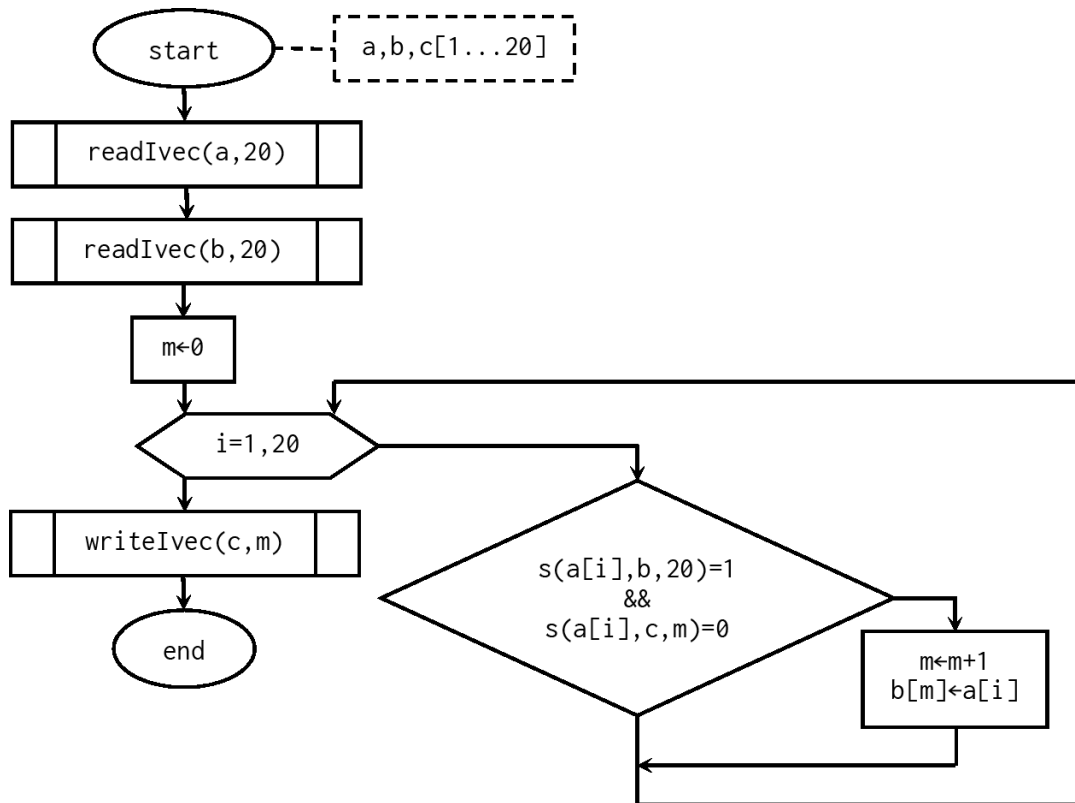 start
a,b,c[1...20]
readIvec(a,20)
readIvec(b,20)
m←0
i=1,20
writeIvec(c,m)
end
s(a[i],b,20)=1
&&
s(a[i],c,m)=0
m←m+1
b[m]←a[i]